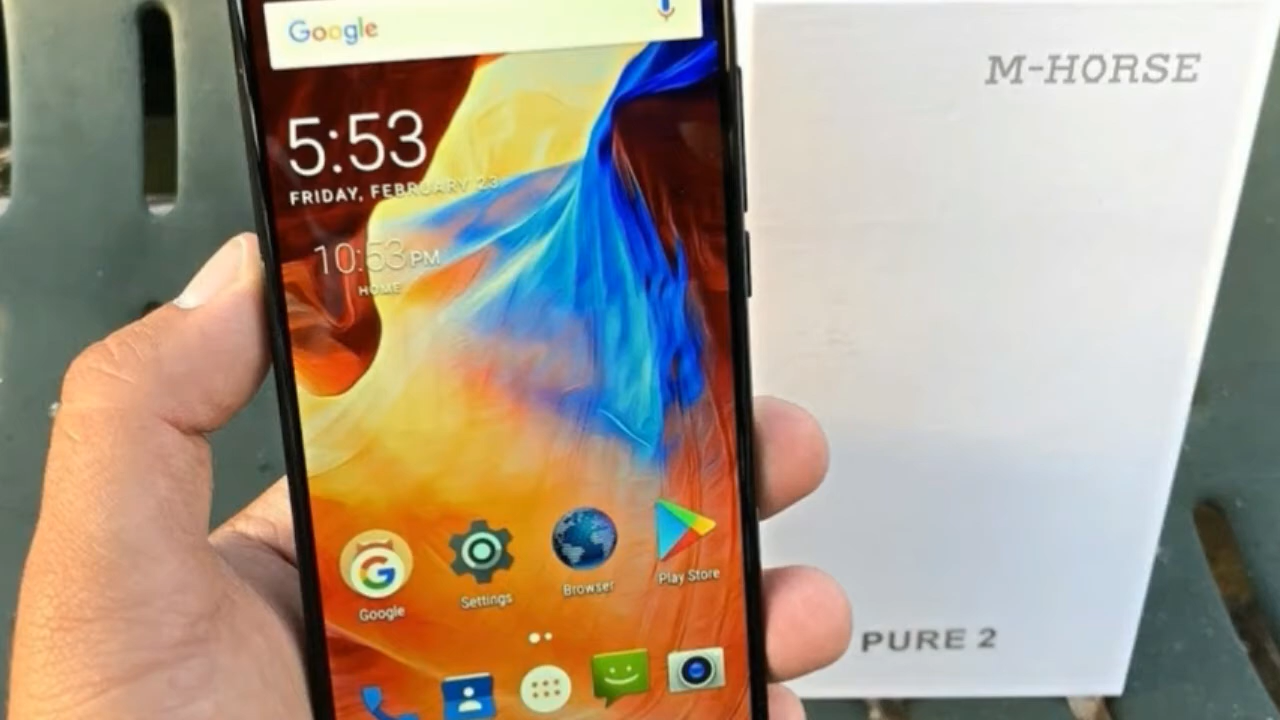 Google
M-HORSE
5:53
FRIDAY, FEBRUARY 23
10:53 PM
HOME
Google
Settings
Browser
Play Store
PURE 2